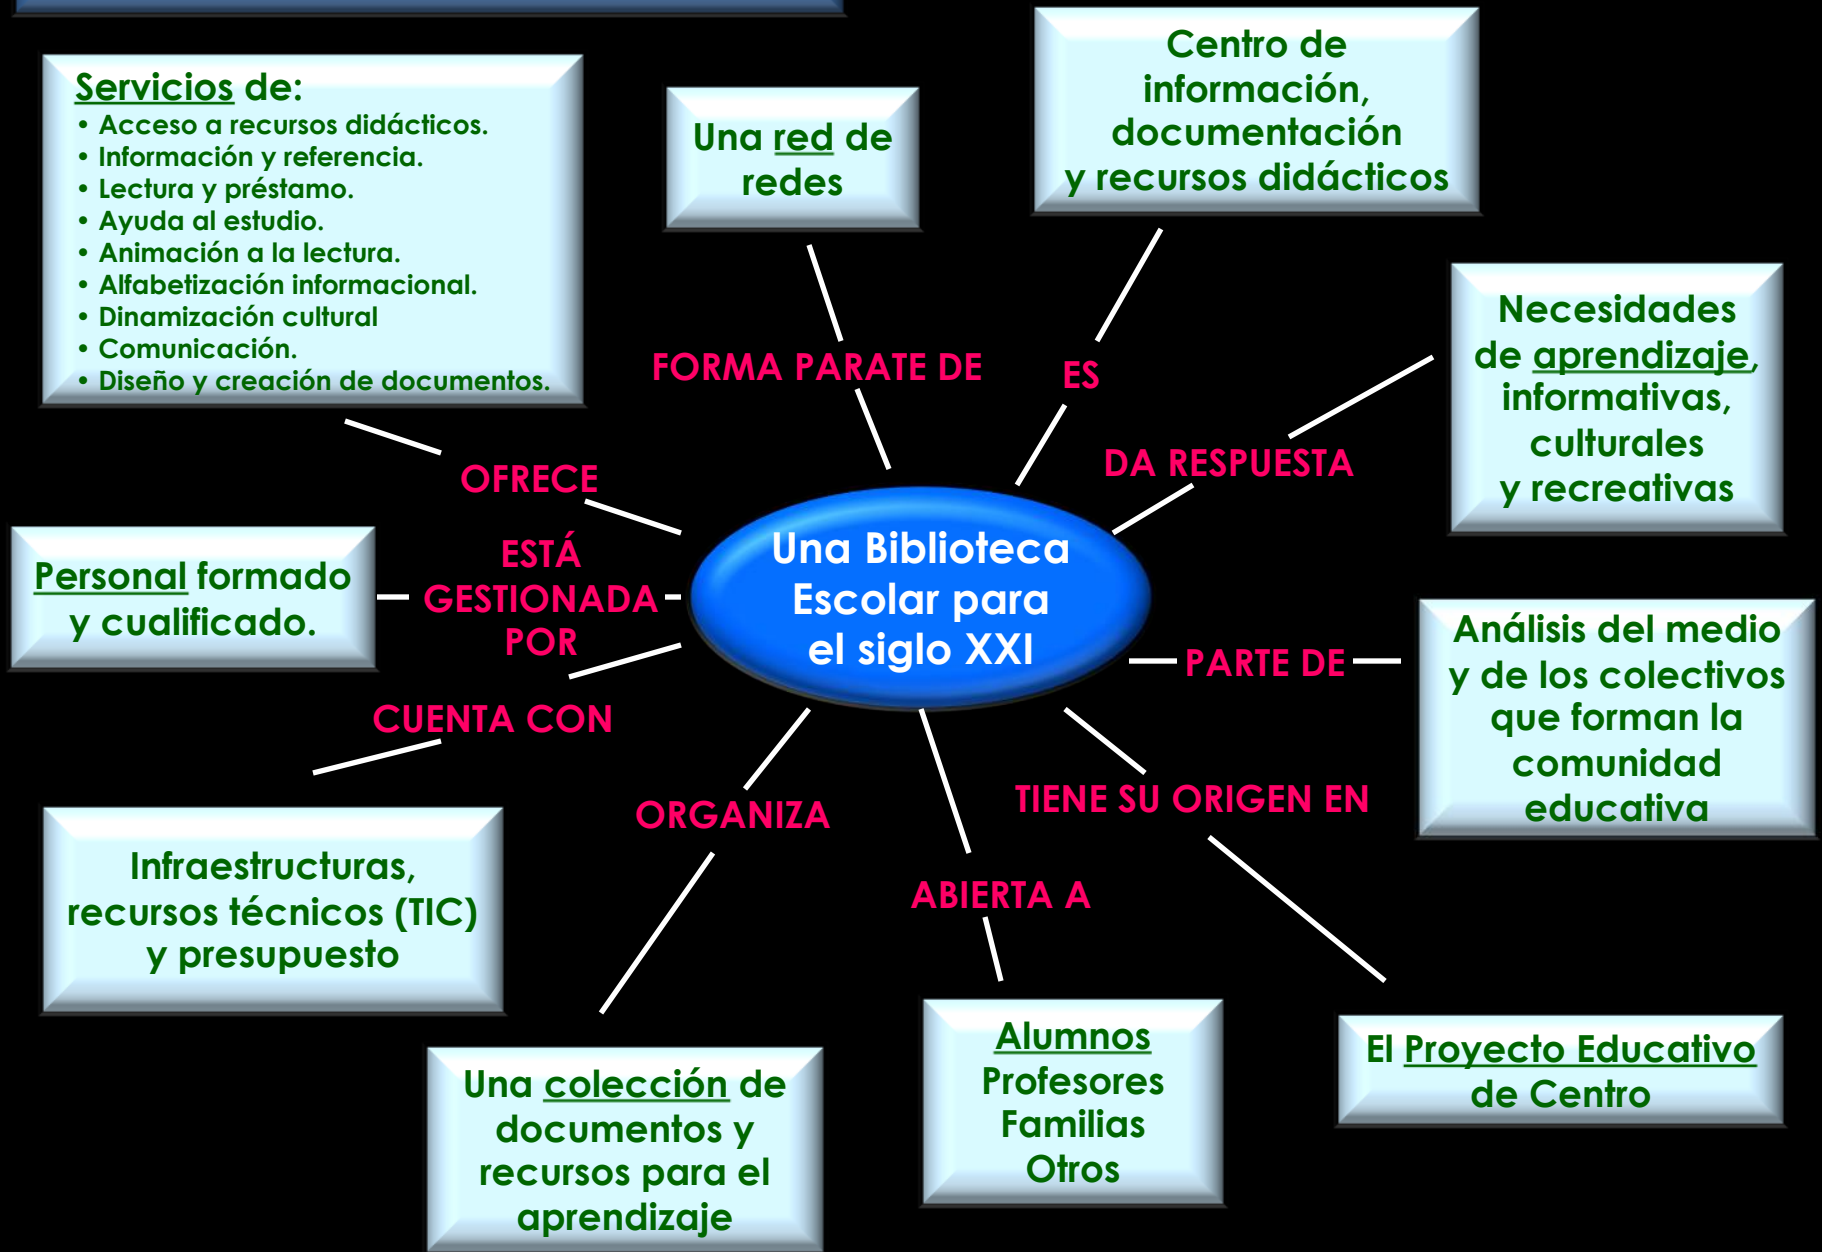 Servicios de:
• Acceso a recursos didácticos.
• Información y referencia.
• Lectura y préstamo.
• Ayuda al estudio.
• Animación a la lectura.
• Alfabetización informacional.
• Dinamización cultural
• Comunicación.
• Diseño y creación de documentos.
Una red de
redes
Centro de
información,
documentación
y recursos didácticos
Necesidades
de aprendizaje,
informativas,
culturales
y recreativas
FORMA PARATE DE
ES
DA RESPUESTA
OFRECE
Personal formado
y cualificado.
ESTÁ
GESTIONADA
POR
Una Biblioteca
Escolar para
el siglo XXI
PARTE DE
Análisis del medio
y de los colectivos
que forman la
comunidad
educativa
CUENTA CON
ORGANIZA
TIENE SU ORIGEN EN
ABIERTA A
Infraestructuras,
recursos técnicos (TIC)
y presupuesto
Una colección de
documentos y
recursos para el
aprendizaje
Alumnos
Profesores
Familias
Otros
El Proyecto Educativo
de Centro